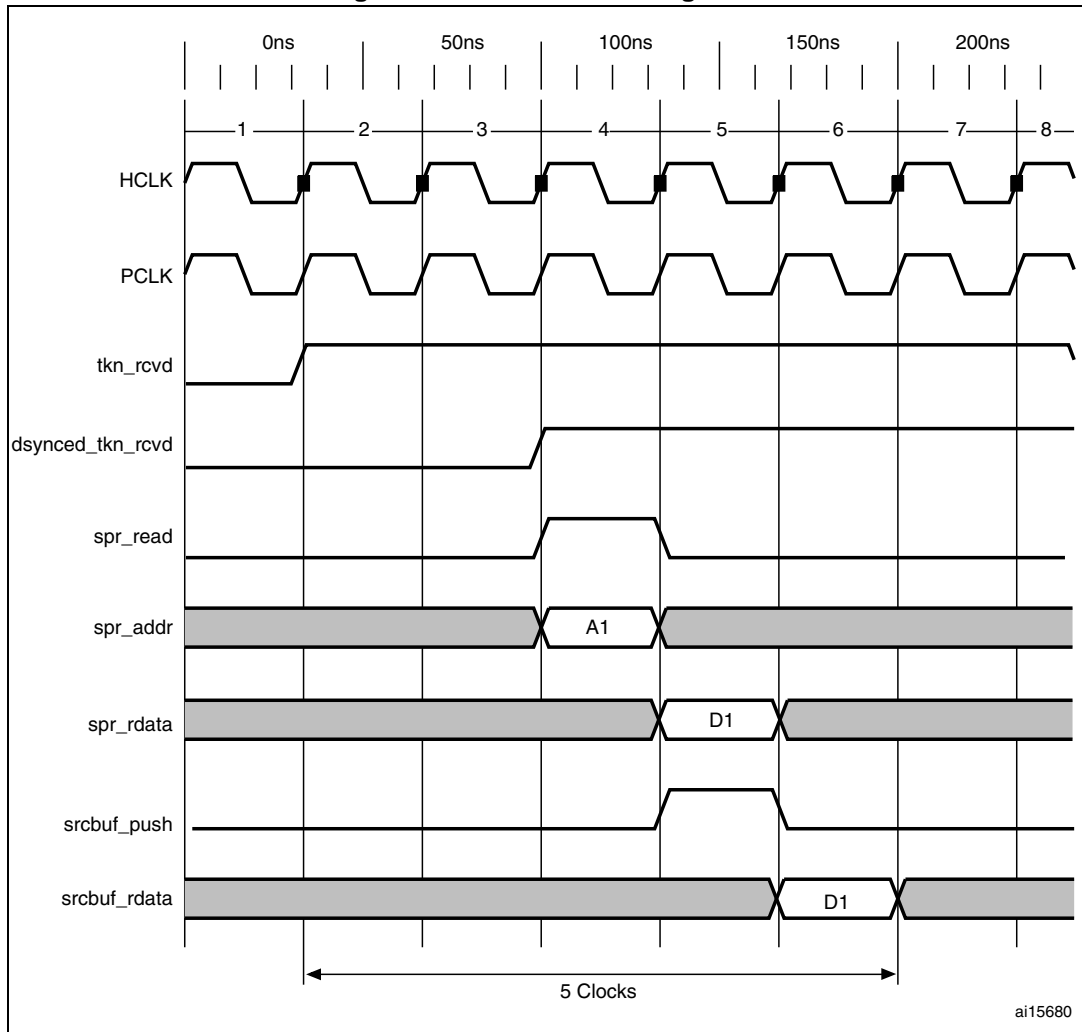 0ns 50ns 100ns 150ns 200ns
1 2 3 4 5 6 7 8
HCLK
PCLK
tkn_rcvd
dsynced_tkn_rcvd
spr_read
spr_addr A1
spr_rdata D1
srcbuf_push
srcbuf_rdata D1
5 Clocks
ai15680